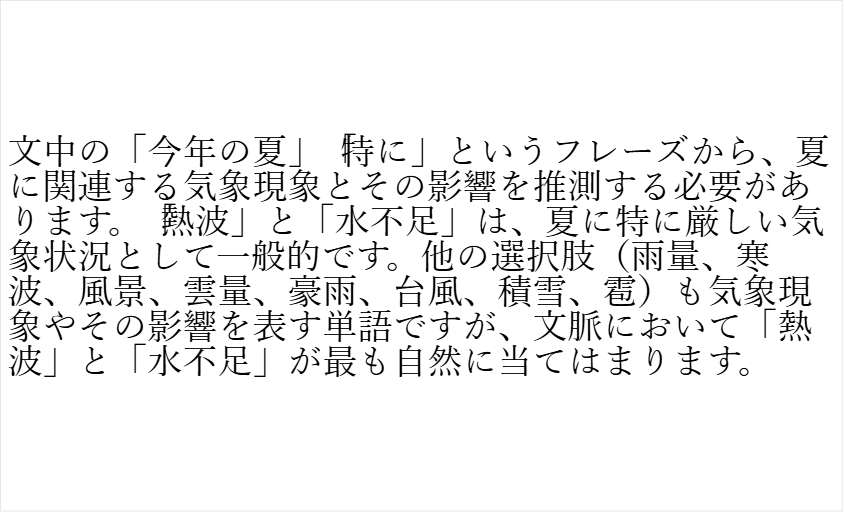 文中の「今年の夏」「特に」というフレーズから、夏
に関連する気象現象とその影響を推測する必要があ
ります。「熱波」と「水不足」は、夏に特に厳しい気
象状況として一般的です。他の選択肢（雨量、寒
波、風景、雲量、豪雨、台風、積雪、雹）も気象現
象やその影響を表す単語ですが、文脈において「熱
波」と「水不足」が最も自然に当てはまります。